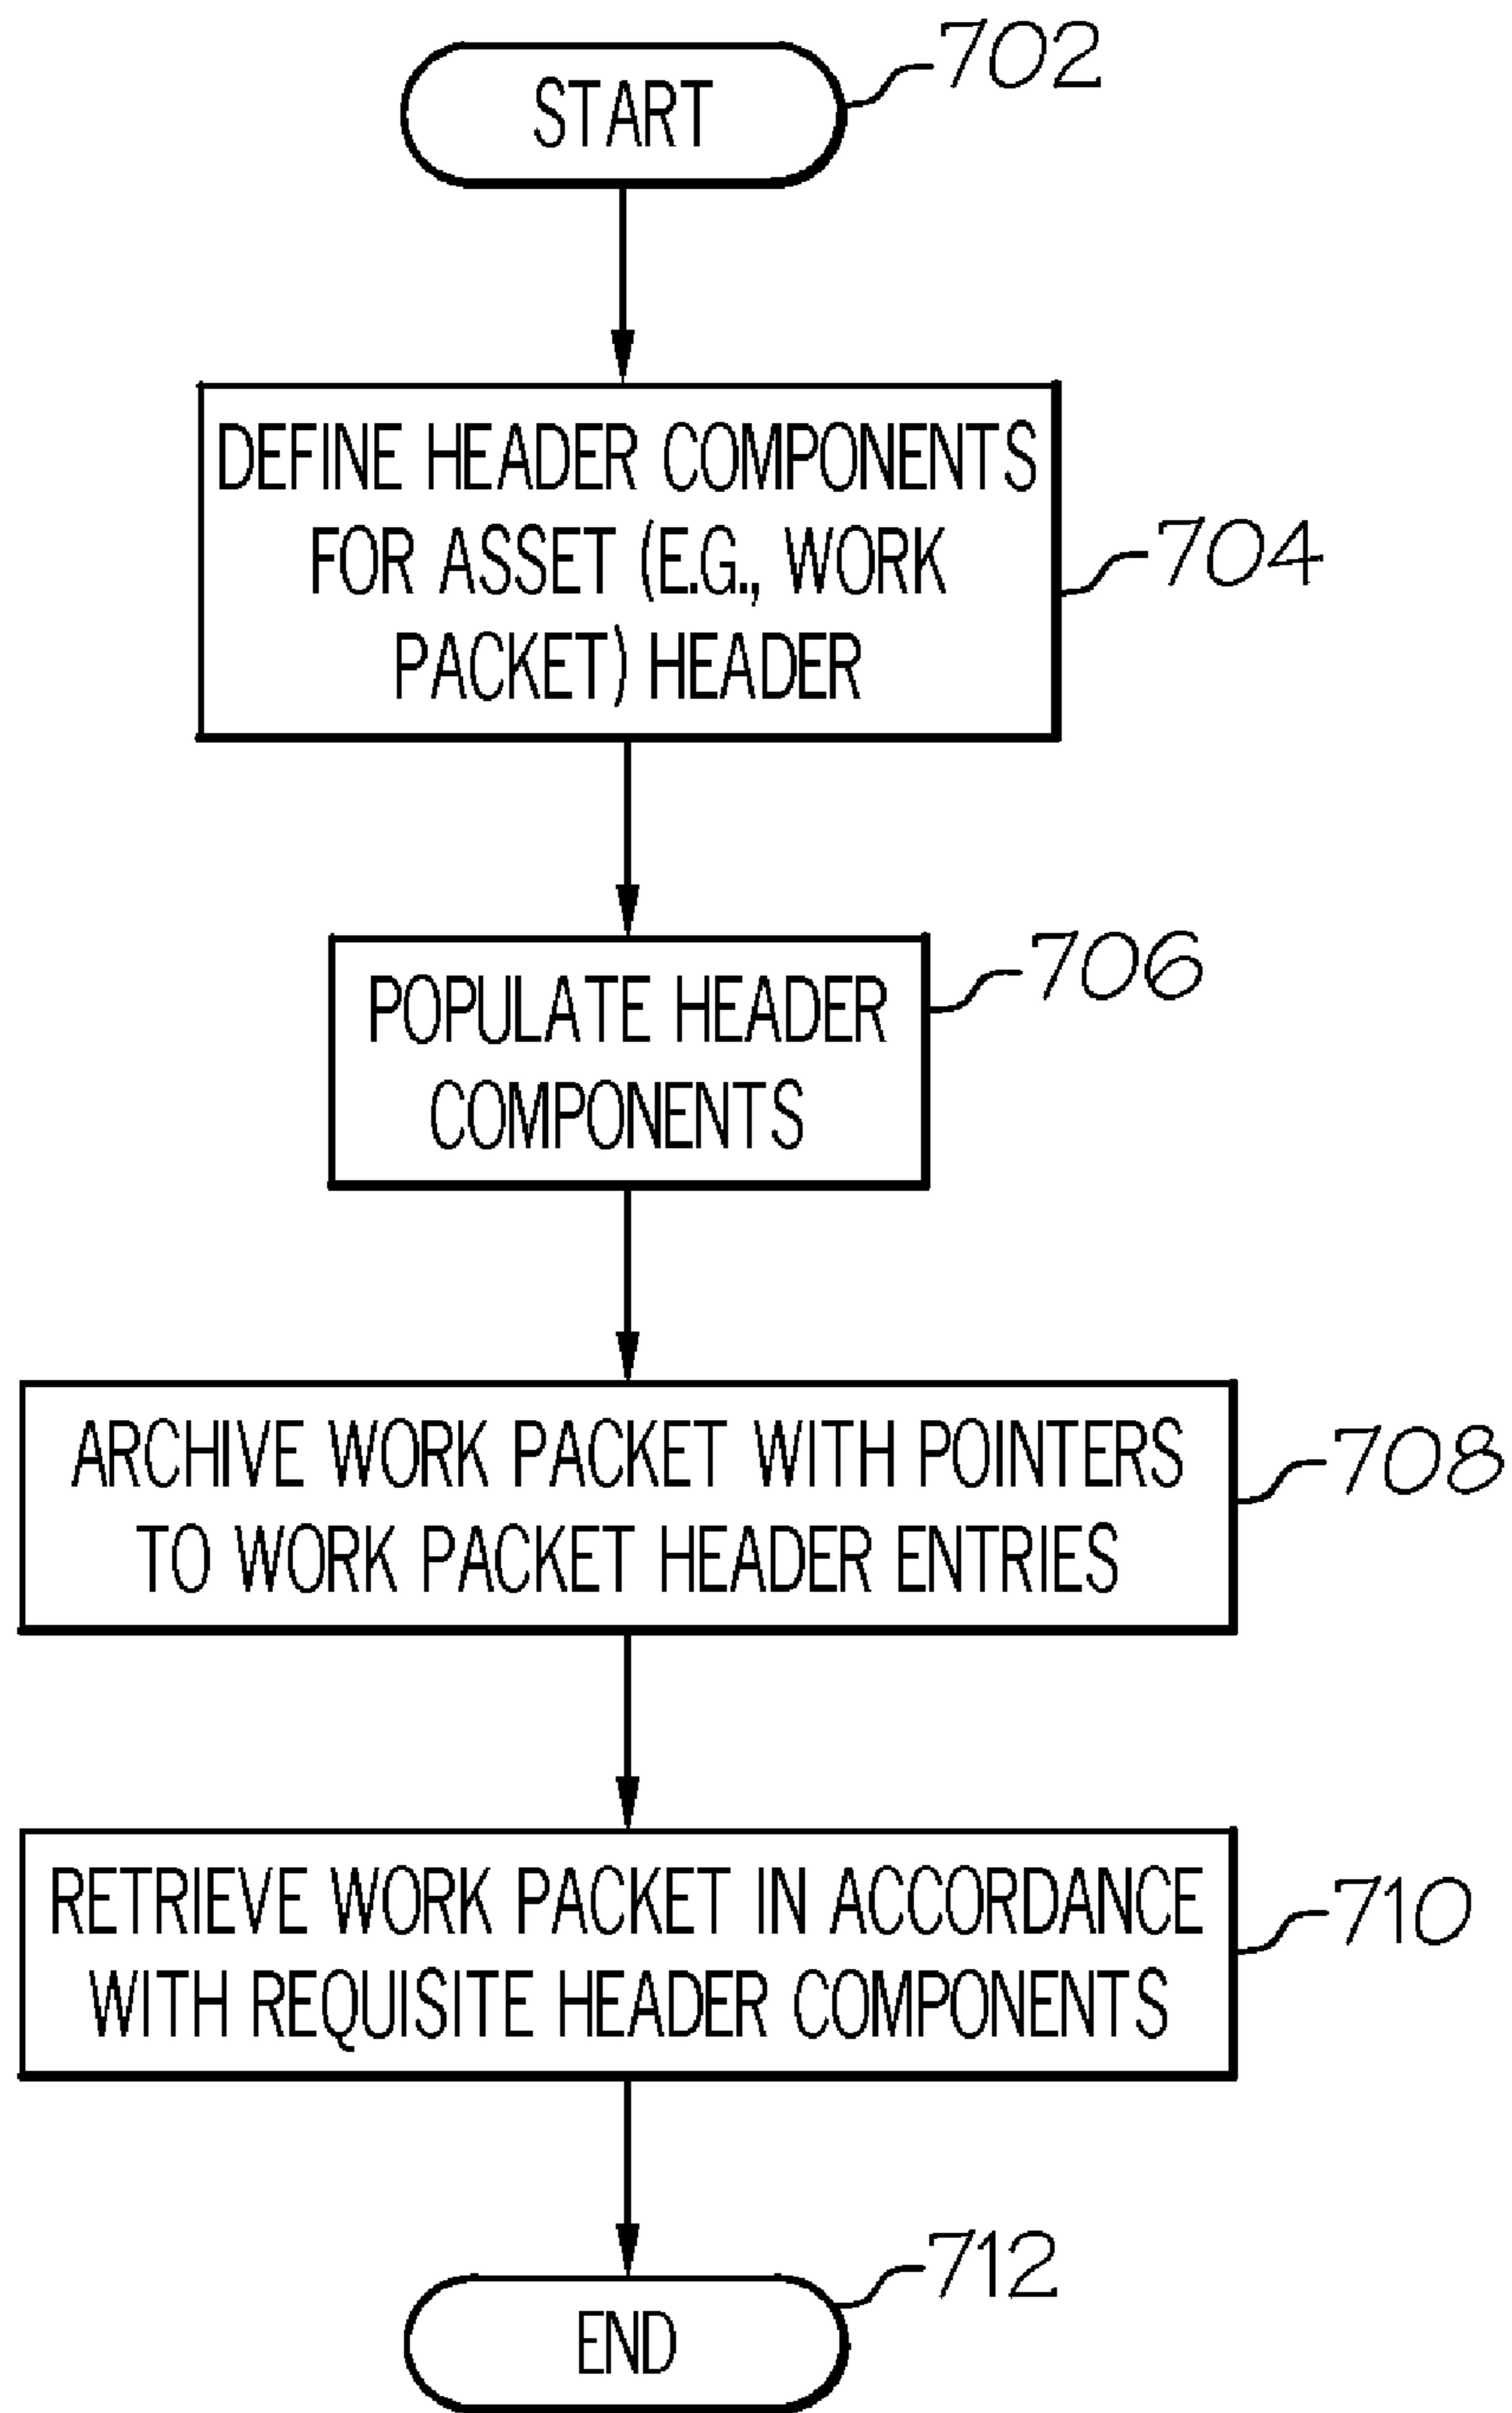 START
702
DEFINE HEADER COMPONENTS
FOR ASSET (E.G., WORK
PACKET) HEADER
704
POPULATE HEADER
COMPONENTS
706
ARCHIVE WORK PACKET WITH POINTERS
TO WORK PACKET HEADER ENTRIES
708
RETRIEVE WORK PACKET IN ACCORDANCE
WITH REQUISITE HEADER COMPONENTS
710
END
712